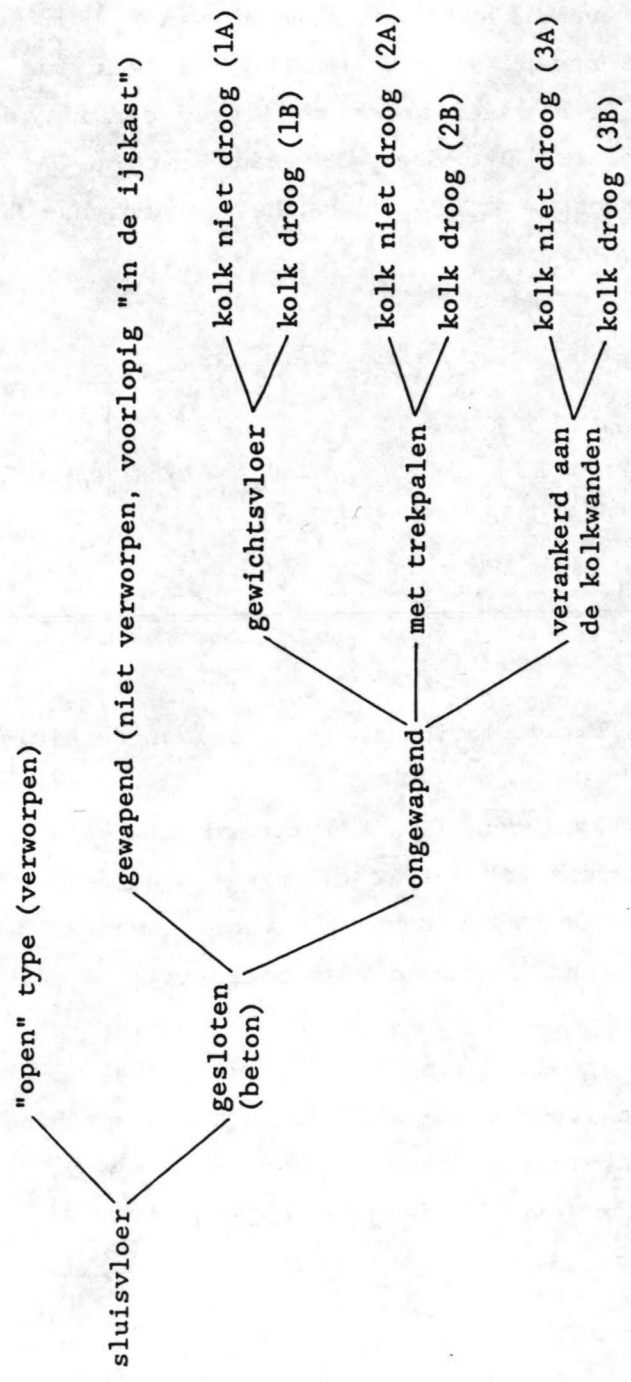 sluisvloer
"open" type (verworpen)
gesloten
(beton)
gewapend (niet verworpen, voorlopig "in de ijskast")
ongewapend
gewichtsvloer
kolk niet droog (1A)
kolk droog (1B)
met trekpalen
kolk niet droog (2A)
kolk droog (2B)
verankerd aan
de kolkwanden
kolk niet droog (3A)
kolk droog (3B)